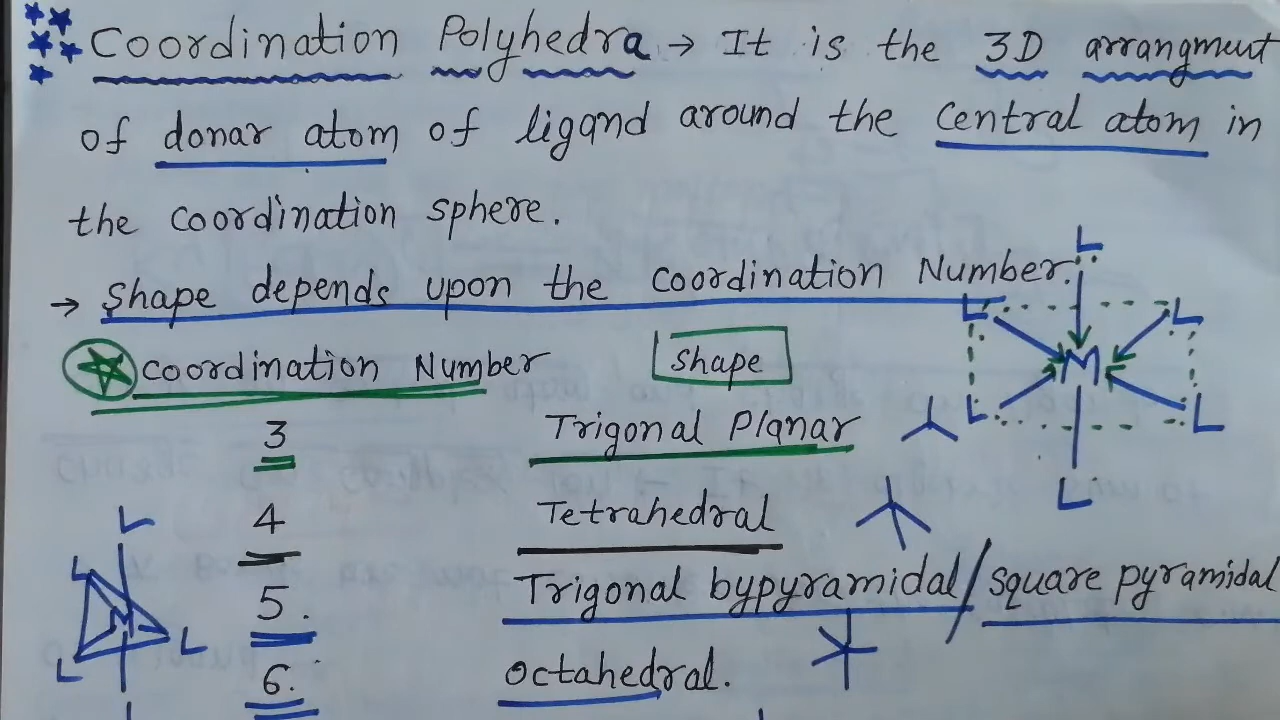 Coordination Polyhedra → It is the 3D arrangment
of donar atom of ligand around the central atom in
the coordination sphere.
→ Shape depends upon the coordination Number.
coordination Number shape
3 Trigonal Planar
4 Tetrahedral
5. Trigonal bypyramidal/square pyramidal
6. octahedral.
L
L L
M
L L
L
L
L
M L
L
L